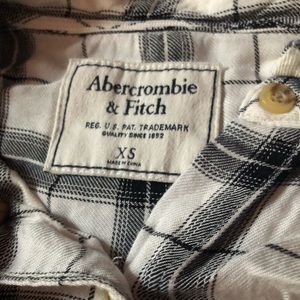 Abercrombie
& Fitch
REG. U.S. PAT. TRADEMARK
QUALITY SINCE 1892
XS
MADE IN CHINA